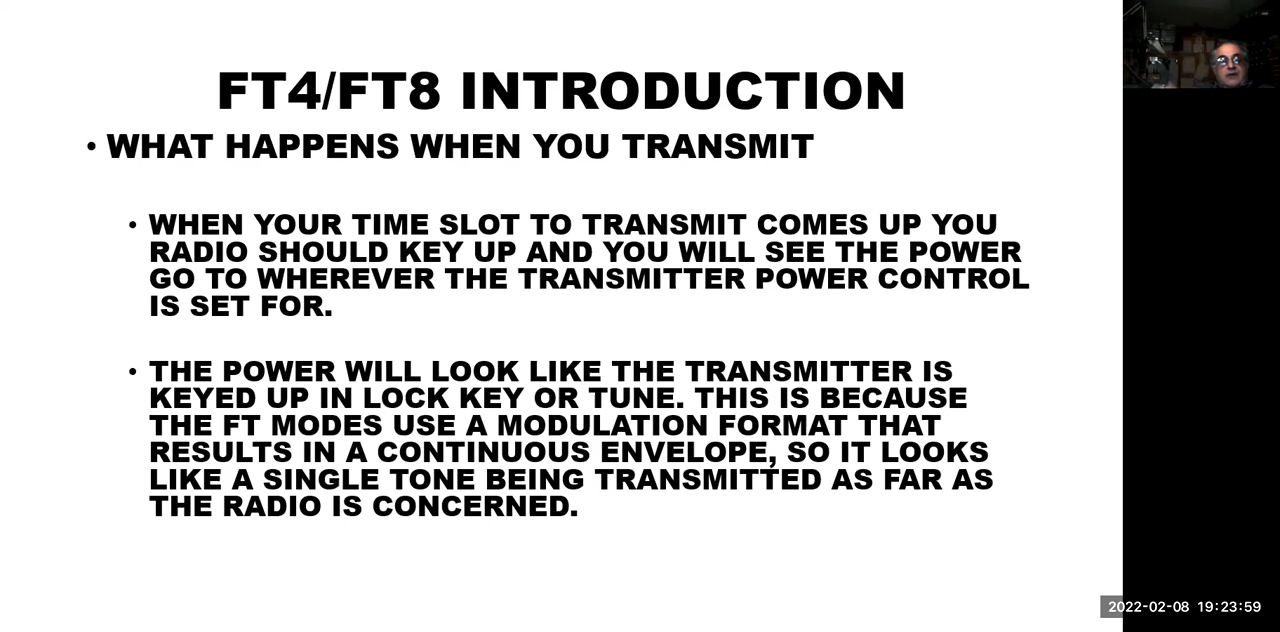 FT4/FT8 INTRODUCTION
• WHAT HAPPENS WHEN YOU TRANSMIT
• WHEN YOUR TIME SLOT TO TRANSMIT COMES UP YOU
RADIO SHOULD KEY UP AND YOU WILL SEE THE POWER
GO TO WHEREVER THE TRANSMITTER POWER CONTROL
IS SET FOR.
• THE POWER WILL LOOK LIKE THE TRANSMITTER IS
KEYED UP IN LOCK KEY OR TUNE. THIS IS BECAUSE
THE FT MODES USE A MODULATION FORMAT THAT
RESULTS IN A CONTINUOUS ENVELOPE, SO IT LOOKS
LIKE A SINGLE TONE BEING TRANSMITTED AS FAR AS
THE RADIO IS CONCERNED.
2022-02-08 19:23:59